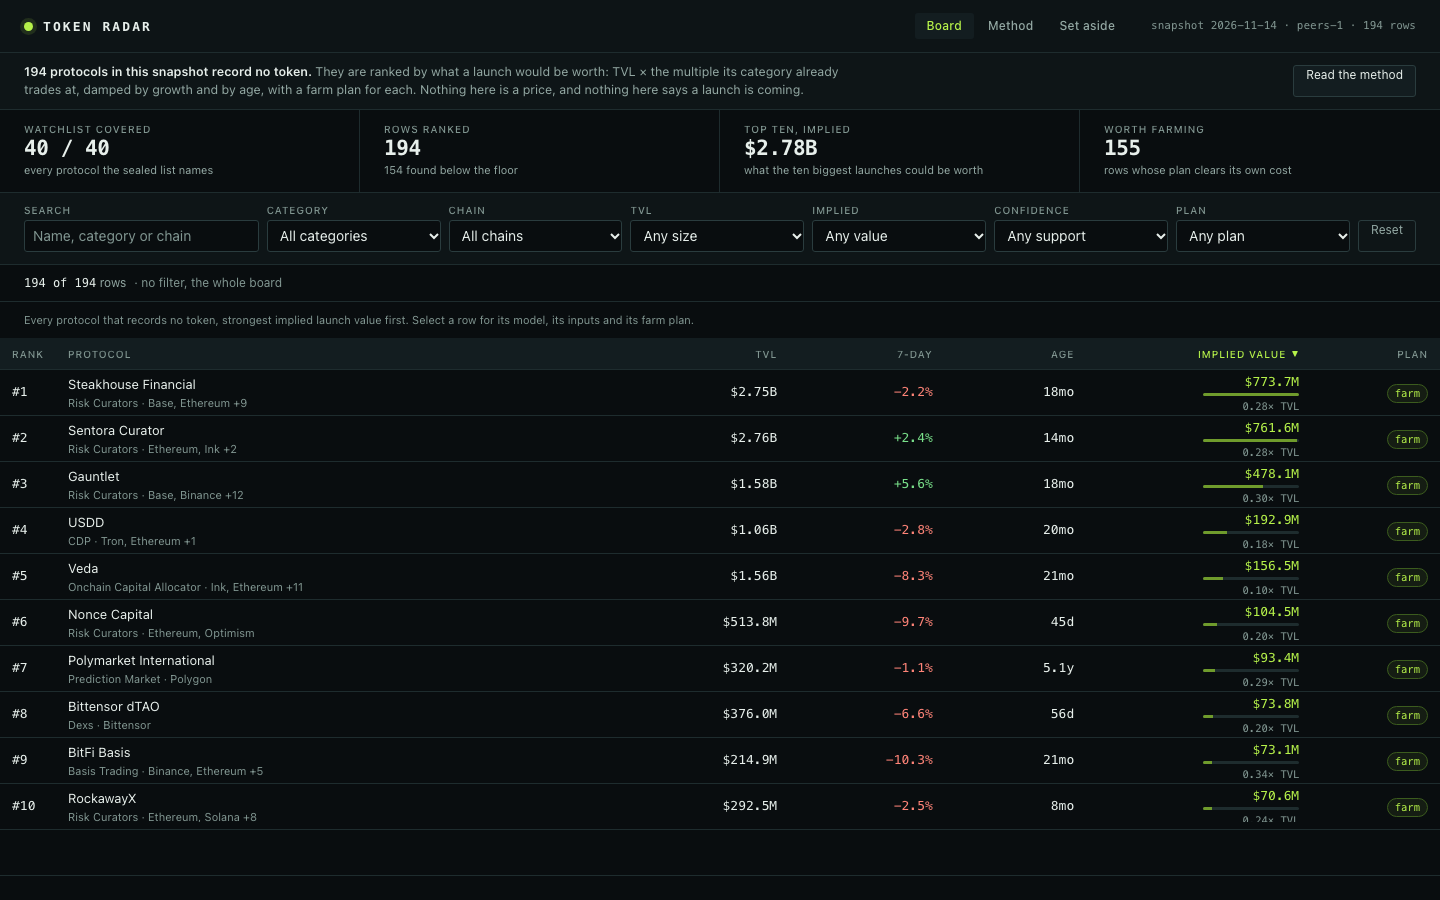 TOKEN RADAR
Board Method Set aside snapshot 2026-11-14 · peers-1 · 194 rows
194 protocols in this snapshot record no token. They are ranked by what a launch would be worth: TVL × the multiple its category already
trades at, damped by growth and by age, with a farm plan for each. Nothing here is a price, and nothing here says a launch is coming.
Read the method
WATCHLIST COVERED
40 / 40
every protocol the sealed list names
ROWS RANKED
194
154 found below the floor
TOP TEN, IMPLIED
$2.78B
what the ten biggest launches could be worth
WORTH FARMING
155
rows whose plan clears its own cost
SEARCH CATEGORY CHAIN TVL IMPLIED CONFIDENCE PLAN
Name, category or chain All categories All chains Any size Any value Any support Any plan Reset
194 of 194 rows · no filter, the whole board
Every protocol that records no token, strongest implied launch value first. Select a row for its model, its inputs and its farm plan.
RANK PROTOCOL TVL 7-DAY AGE IMPLIED VALUE ▼ PLAN
#1 Steakhouse Financial $2.75B −2.2% 18mo $773.7M farm
Risk Curators · Base, Ethereum +9 0.28× TVL
#2 Sentora Curator $2.76B +2.4% 14mo $761.6M farm
Risk Curators · Ethereum, Ink +2 0.28× TVL
#3 Gauntlet $1.58B +5.6% 18mo $478.1M farm
Risk Curators · Base, Binance +12 0.30× TVL
#4 USDD $1.06B −2.8% 20mo $192.9M farm
CDP · Tron, Ethereum +1 0.18× TVL
#5 Veda $1.56B −8.3% 21mo $156.5M farm
Onchain Capital Allocator · Ink, Ethereum +11 0.10× TVL
#6 Nonce Capital $513.8M −9.7% 45d $104.5M farm
Risk Curators · Ethereum, Optimism 0.20× TVL
#7 Polymarket International $320.2M −1.1% 5.1y $93.4M farm
Prediction Market · Polygon 0.29× TVL
#8 Bittensor dTAO $376.0M −6.6% 56d $73.8M farm
Dexs · Bittensor 0.20× TVL
#9 BitFi Basis $214.9M −10.3% 21mo $73.1M farm
Basis Trading · Binance, Ethereum +5 0.34× TVL
#10 RockawayX $292.5M −2.5% 8mo $70.6M farm
Risk Curators · Ethereum, Solana +8 0.24× TVL